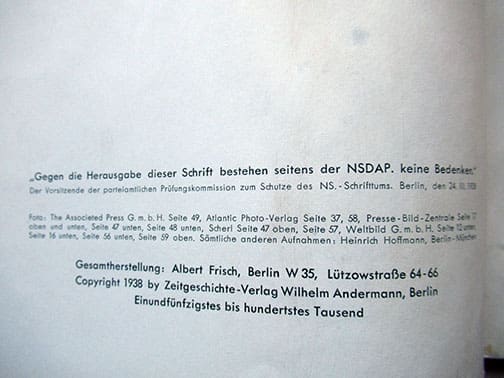 „Gegen die Herausgabe dieser Schrift bestehen seitens der NSDAP. keine Bedenken."
Der Vorsitzende der parteiamtlichen Prüfungskommission zum Schutze des NS.-Schrifttums. Berlin, den 24. III. 1938
Foto: The Associated Press G. m. b. H. Seite 49, Atlantic Photo-Verlag Seite 37, 58, Presse-Bild-Zentrale Seite 17
oben und unten, Seite 47 unten, Seite 48 unten, Scherl Seite 47 oben, Seite 57, Weltbild G. m. b. H. Seite 12 unten,
Seite 16 unten, Seite 56 unten, Seite 59 oben. Sämtliche anderen Aufnahmen: Heinrich Hoffmann, Berlin-München
Gesamtherstellung: Albert Frisch, Berlin W 35, Lützowstraße 64-66
Copyright 1938 by Zeitgeschichte-Verlag Wilhelm Andermann, Berlin
Einundfünfzigstes bis hundertstes Tausend